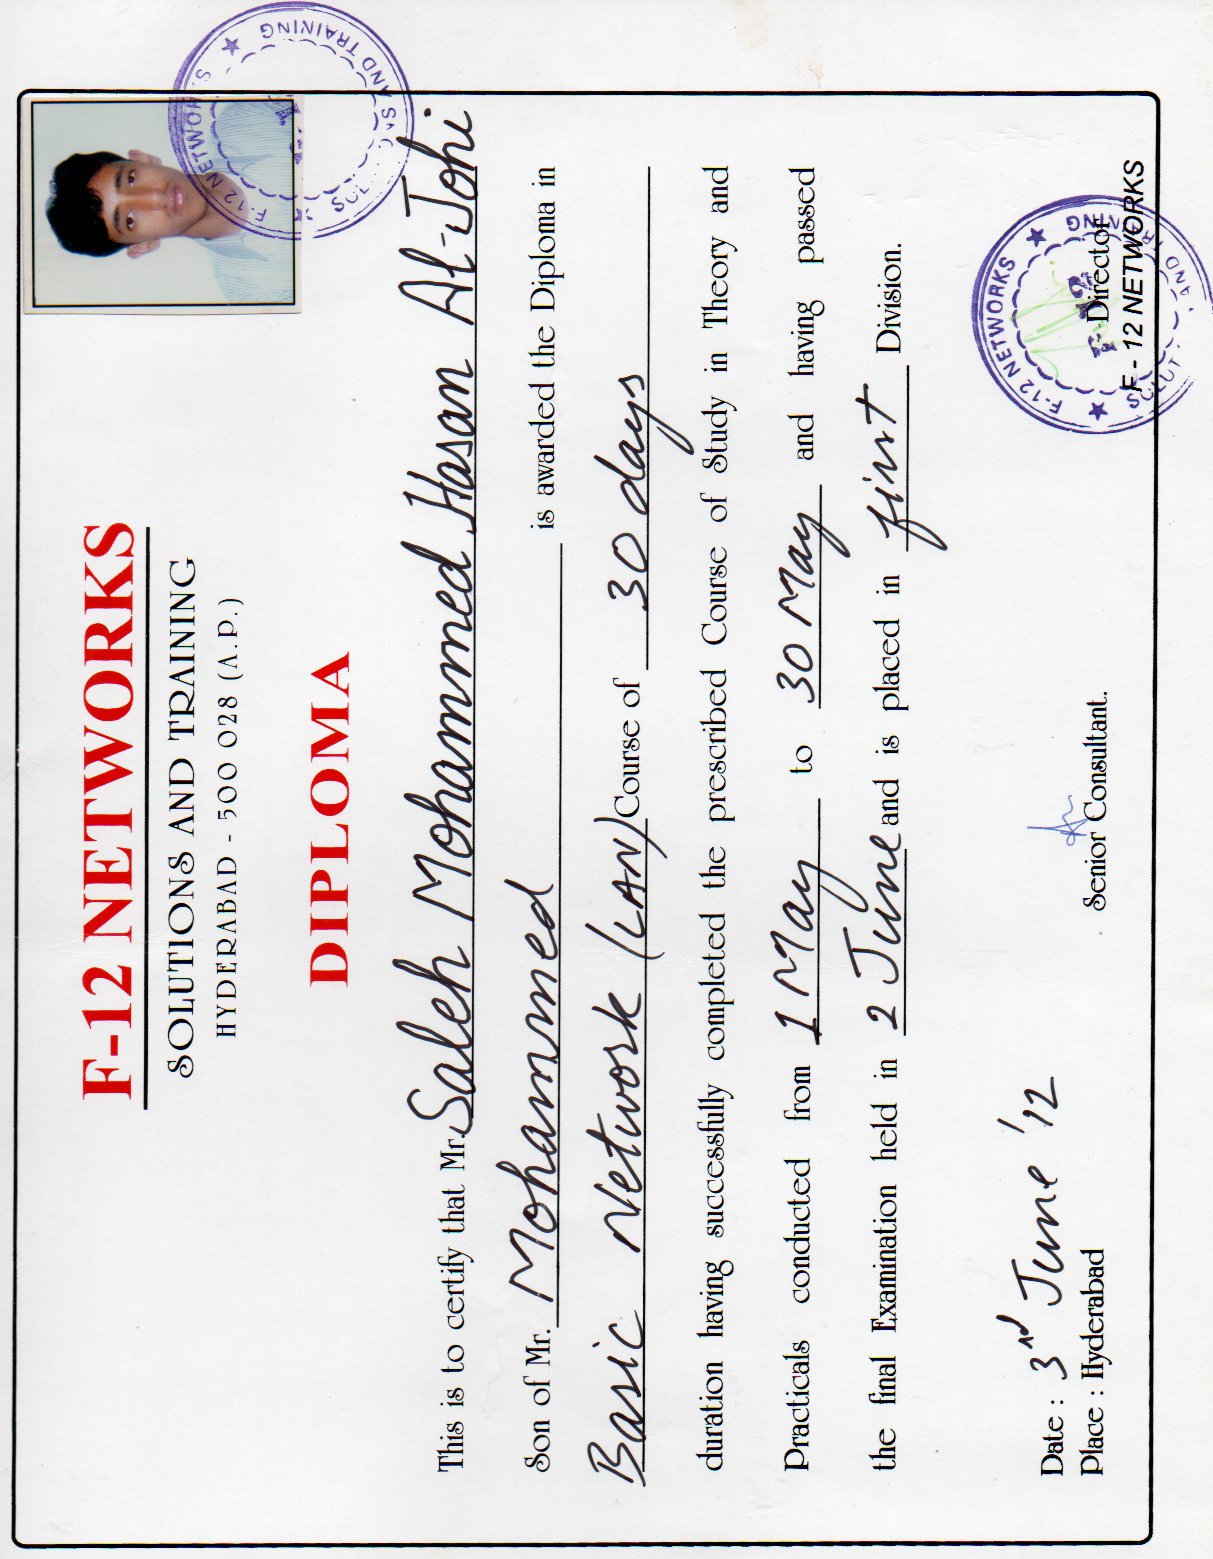 F-12 NETWORKS
SOLUTIONS AND TRAINING
HYDERABAD - 500 028 (A.P.)
DIPLOMA
This is to certify that Mr. Saleh Mohammed Hasan Al-Johi
Son of Mr. Mohammed is awarded the Diploma in
Basic Network (LAN) Course of 30 days
duration having successfully completed the prescribed Course of Study in Theory and
Practicals conducted from 1 May to 30 May and having passed
the final Examination held in 2 June and is placed in first Division.
Date : 3rd June '12
Place : Hyderabad
Senior Consultant.
Director
F - 12 NETWORKS
F-12 NETWORKS ★ SOLUTIONS AND TRAINING ★
F-12 NETWORKS ★ SOLUTIONS AND TRAINING ★
F-12